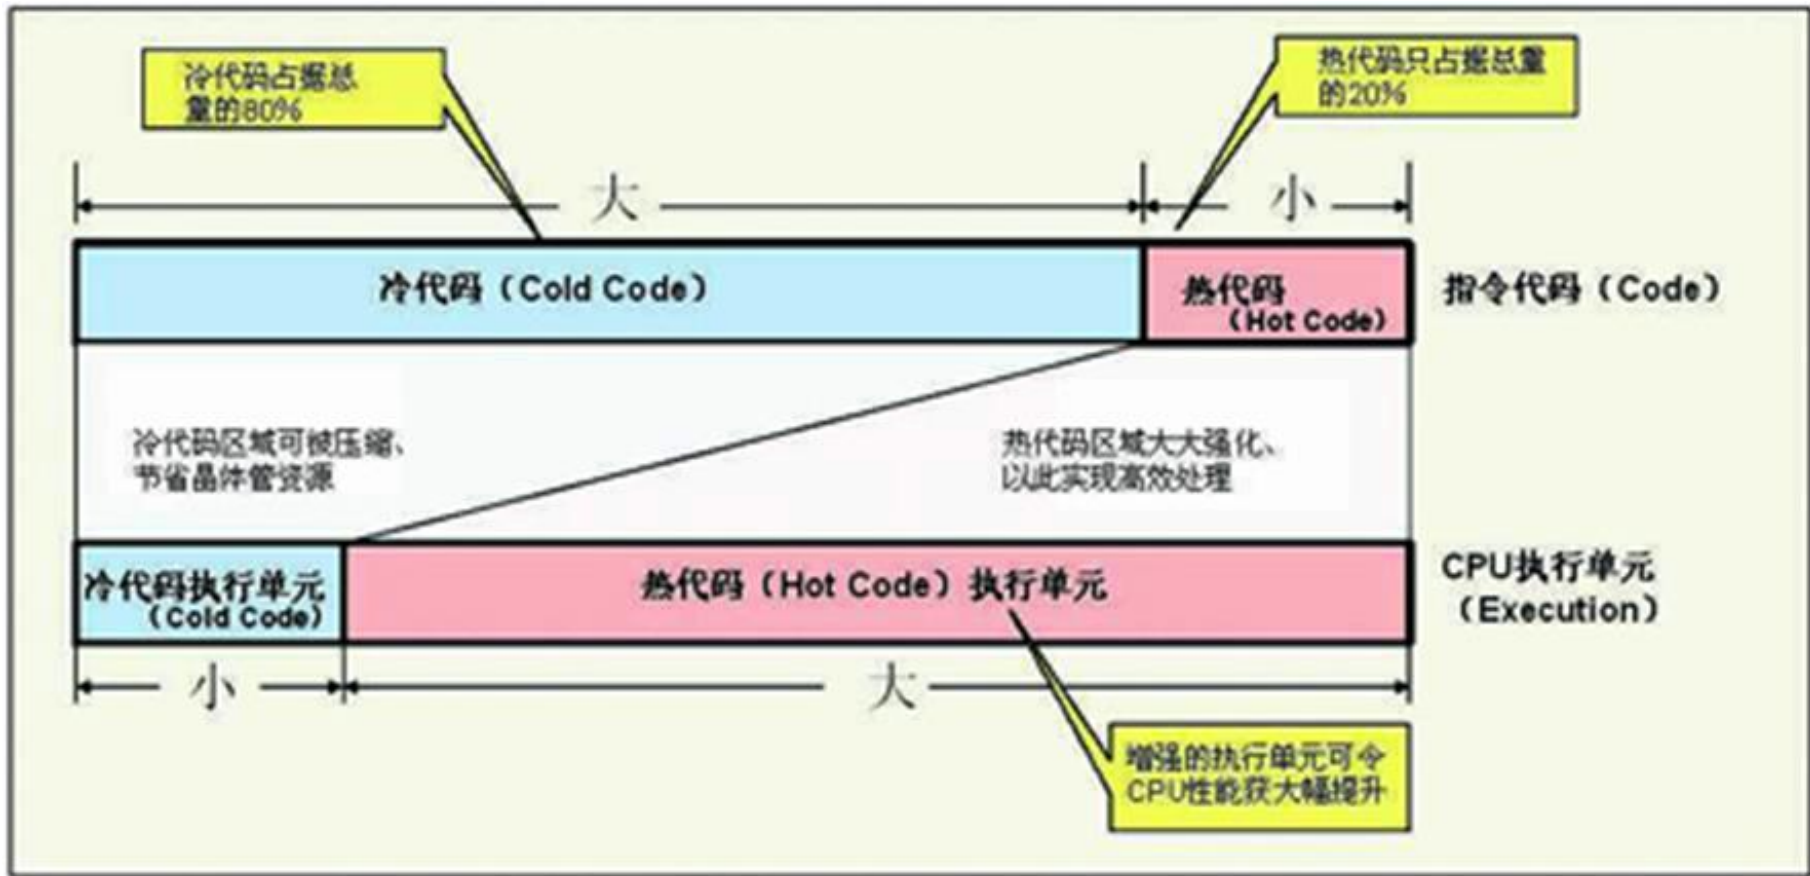 冷代码占据总
量的80%
热代码只占据总量
的20%
大
小
冷代码（Cold Code）
热代码
（Hot Code）
指令代码（Code）
冷代码区域可被压缩、
节省晶体管资源
热代码区域大大强化、
以此实现高效处理
冷代码执行单元
（Cold Code）
热代码（Hot Code）执行单元
CPU执行单元
（Execution）
小
大
增强的执行单元可令
CPU性能获大幅提升